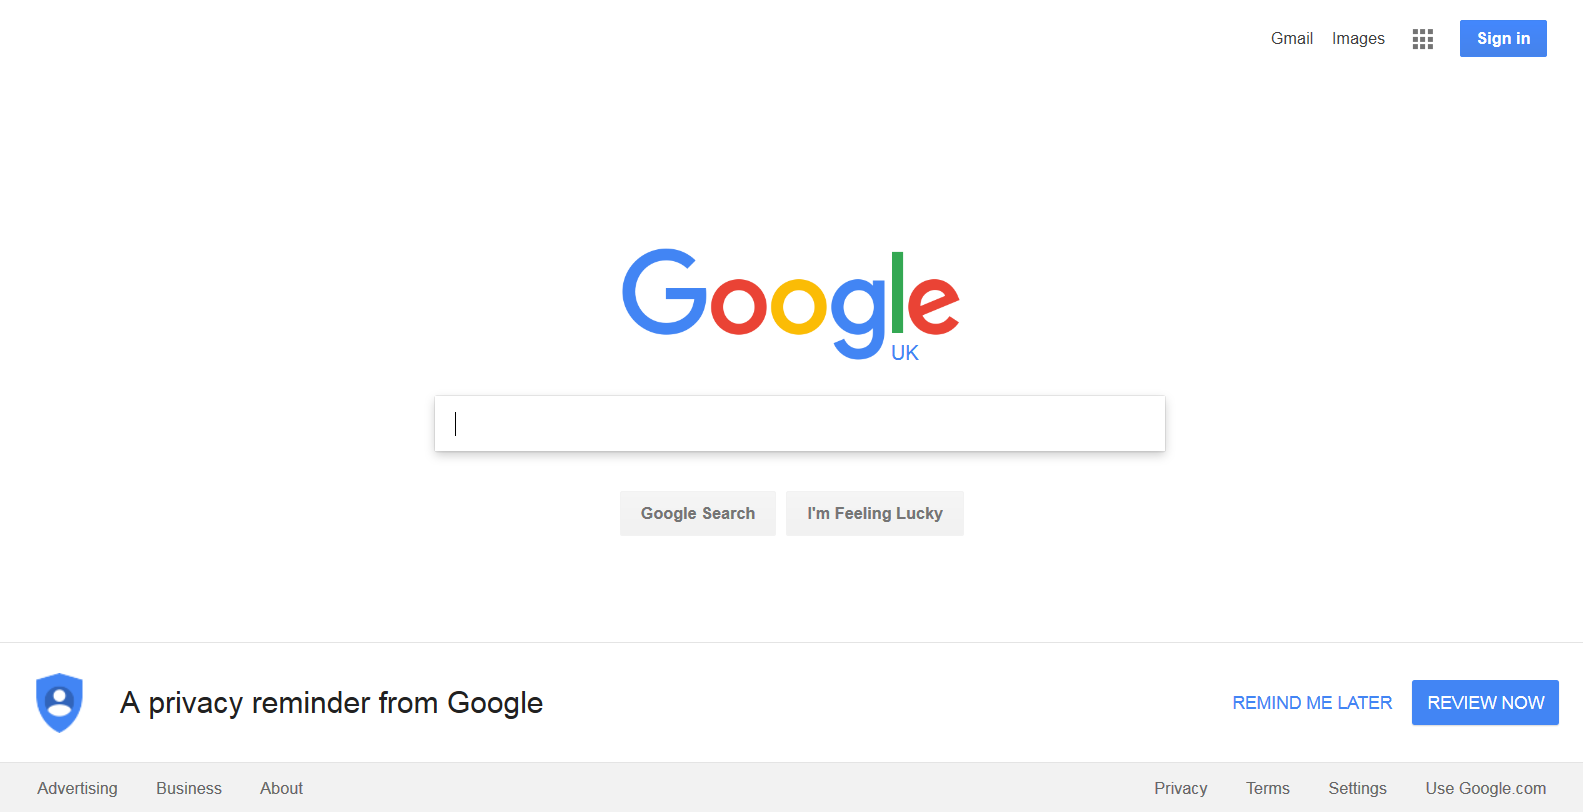 Gmail Images Sign in
Google
UK
Google Search I'm Feeling Lucky
A privacy reminder from Google REMIND ME LATER REVIEW NOW
Advertising Business About Privacy Terms Settings Use Google.com